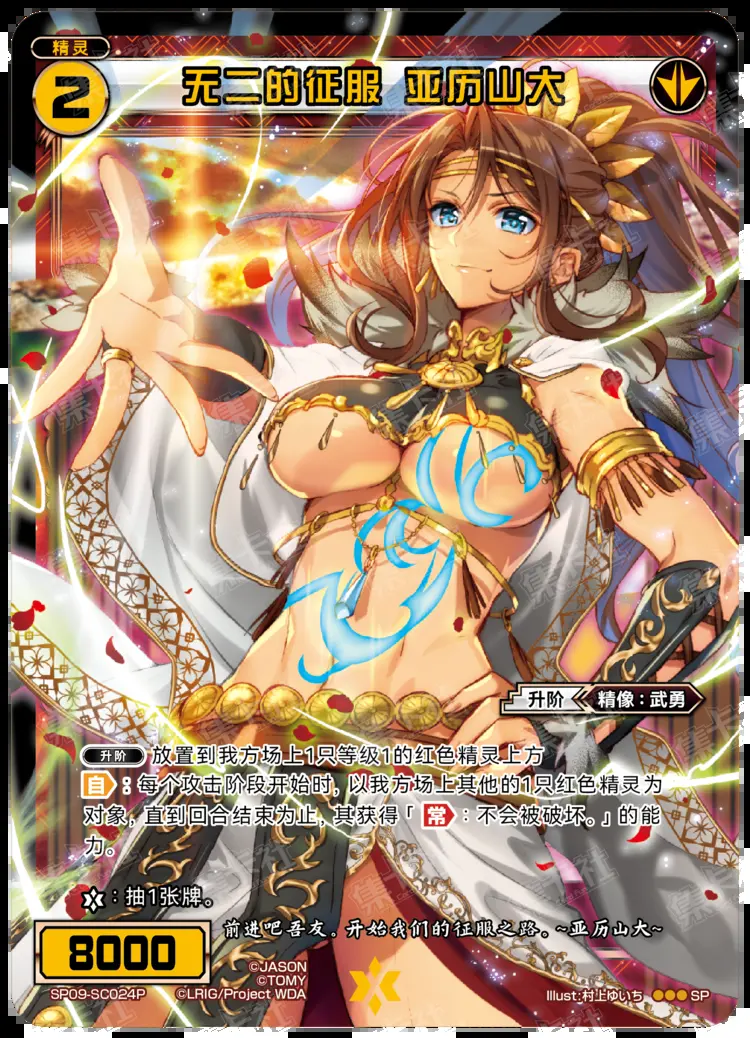 精灵
2
无二的征服 亚历山大
升阶 精像：武勇
升阶 放置到我方场上1只等级1的红色精灵上方
自：每个攻击阶段开始时，以我方场上其他的1只红色精灵为
对象，直到回合结束为止，其获得「常：不会被破坏。」的能
力。
：抽1张牌。
前进吧吾友。开始我们的征服之路。~亚历山大~
8000
©JASON
©TOMY
SP09-SC024P ©LRIG/Project WDA
Illust:村上ゆいち SP
集卡社